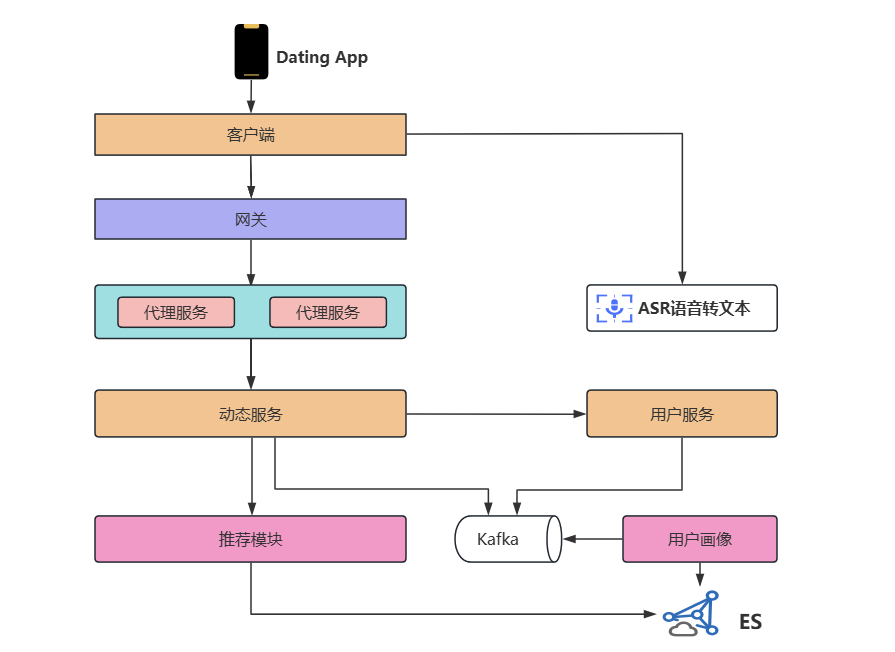 Dating App
客户端
网关
代理服务
代理服务
ASR语音转文本
动态服务
用户服务
推荐模块
Kafka
用户画像
ES